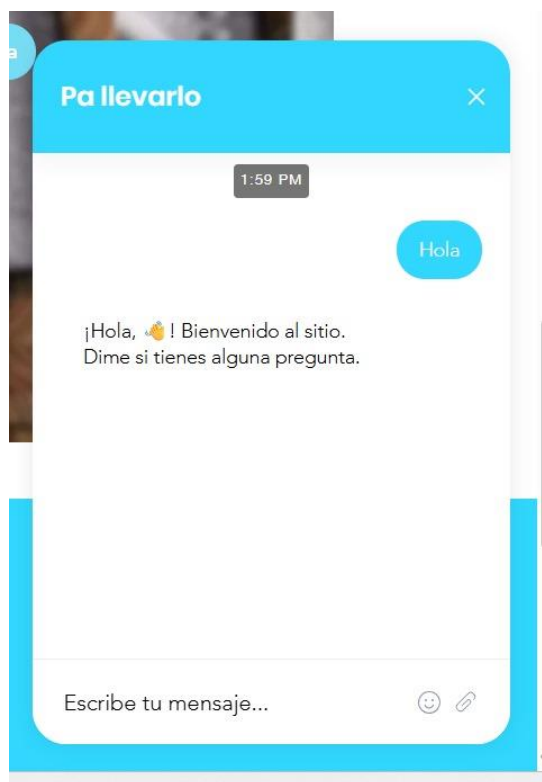 Pa llevarlo
1:59 PM
Hola
¡Hola, 👋! Bienvenido al sitio.
Dime si tienes alguna pregunta.
Escribe tu mensaje...